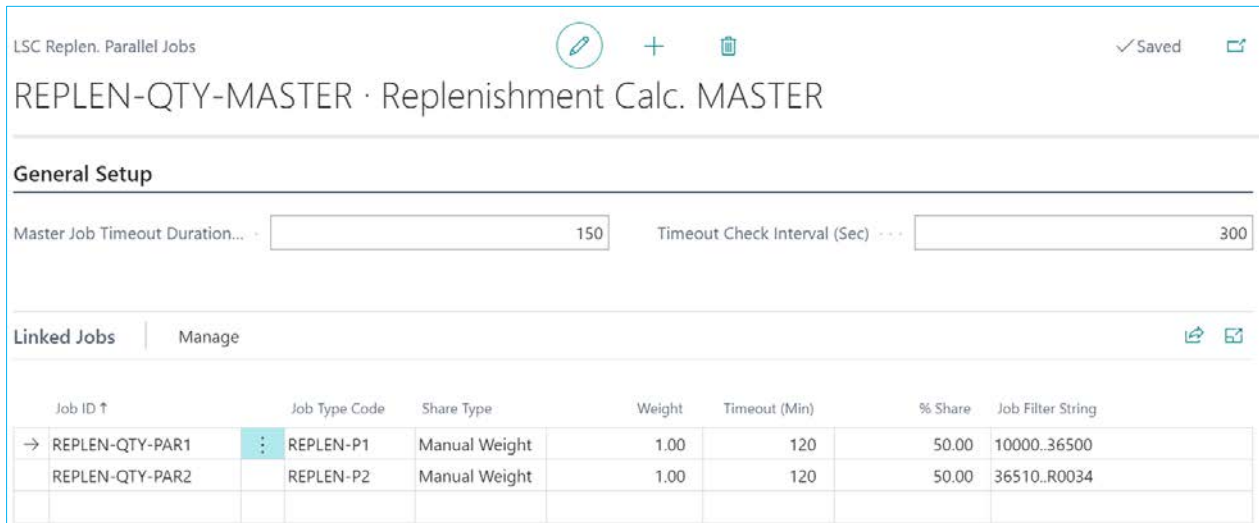 LSC Replen. Parallel Jobs
✓ Saved
REPLEN-QTY-MASTER · Replenishment Calc. MASTER
General Setup
Master Job Timeout Duration... · 150 Timeout Check Interval (Sec) · · · 300
Linked Jobs | Manage
Job ID ↑ Job Type Code Share Type Weight Timeout (Min) % Share Job Filter String
→ REPLEN-QTY-PAR1 ⋮ REPLEN-P1 Manual Weight 1.00 120 50.00 10000..36500
REPLEN-QTY-PAR2 REPLEN-P2 Manual Weight 1.00 120 50.00 36510..R0034